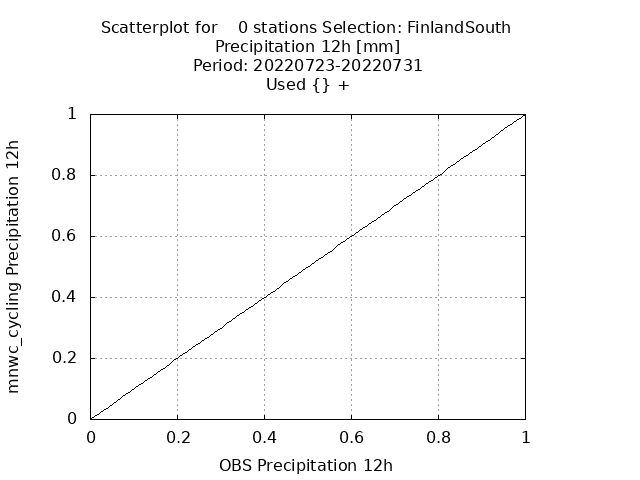 Scatterplot for    0 stations Selection: FinlandSouth
Precipitation 12h [mm]
Period: 20220723-20220731
Used {} +
1
0.8
0.6
0.4
0.2
0
mnwc_cycling Precipitation 12h
0 0.2 0.4 0.6 0.8 1
OBS Precipitation 12h